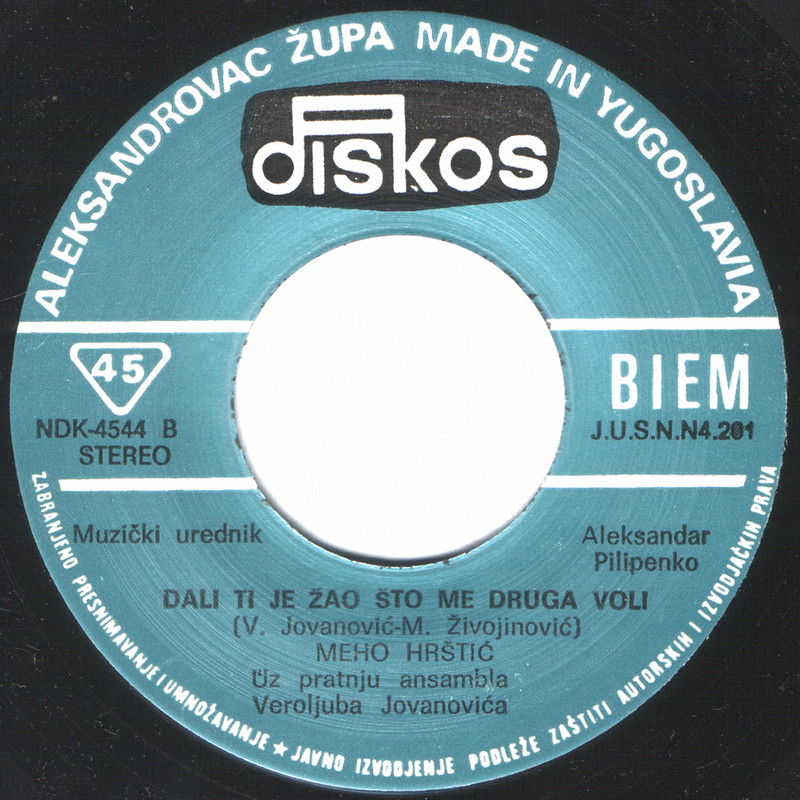 ALEKSANDROVAC ŽUPA MADE IN YUGOSLAVIA
diskos
45
BIEM
NDK-4544 B
J.U.S.N.N4.201
STEREO
Muzički urednik
Aleksandar
Pilipenko
DALI TI JE ŽAO ŠTO ME DRUGA VOLI
(V. Jovanović-M. Živojinović)
MEHO HRŠTIĆ
Uz pratnju ansambla
Veroljuba Jovanovića
ZABRANJENO PRESNIMAVANJE I UMNOŽAVANJE ★ JAVNO IZVOĐENJE PODLEŽE ZAŠTITI AUTORSKIH I IZVODJAČKIH PRAVA